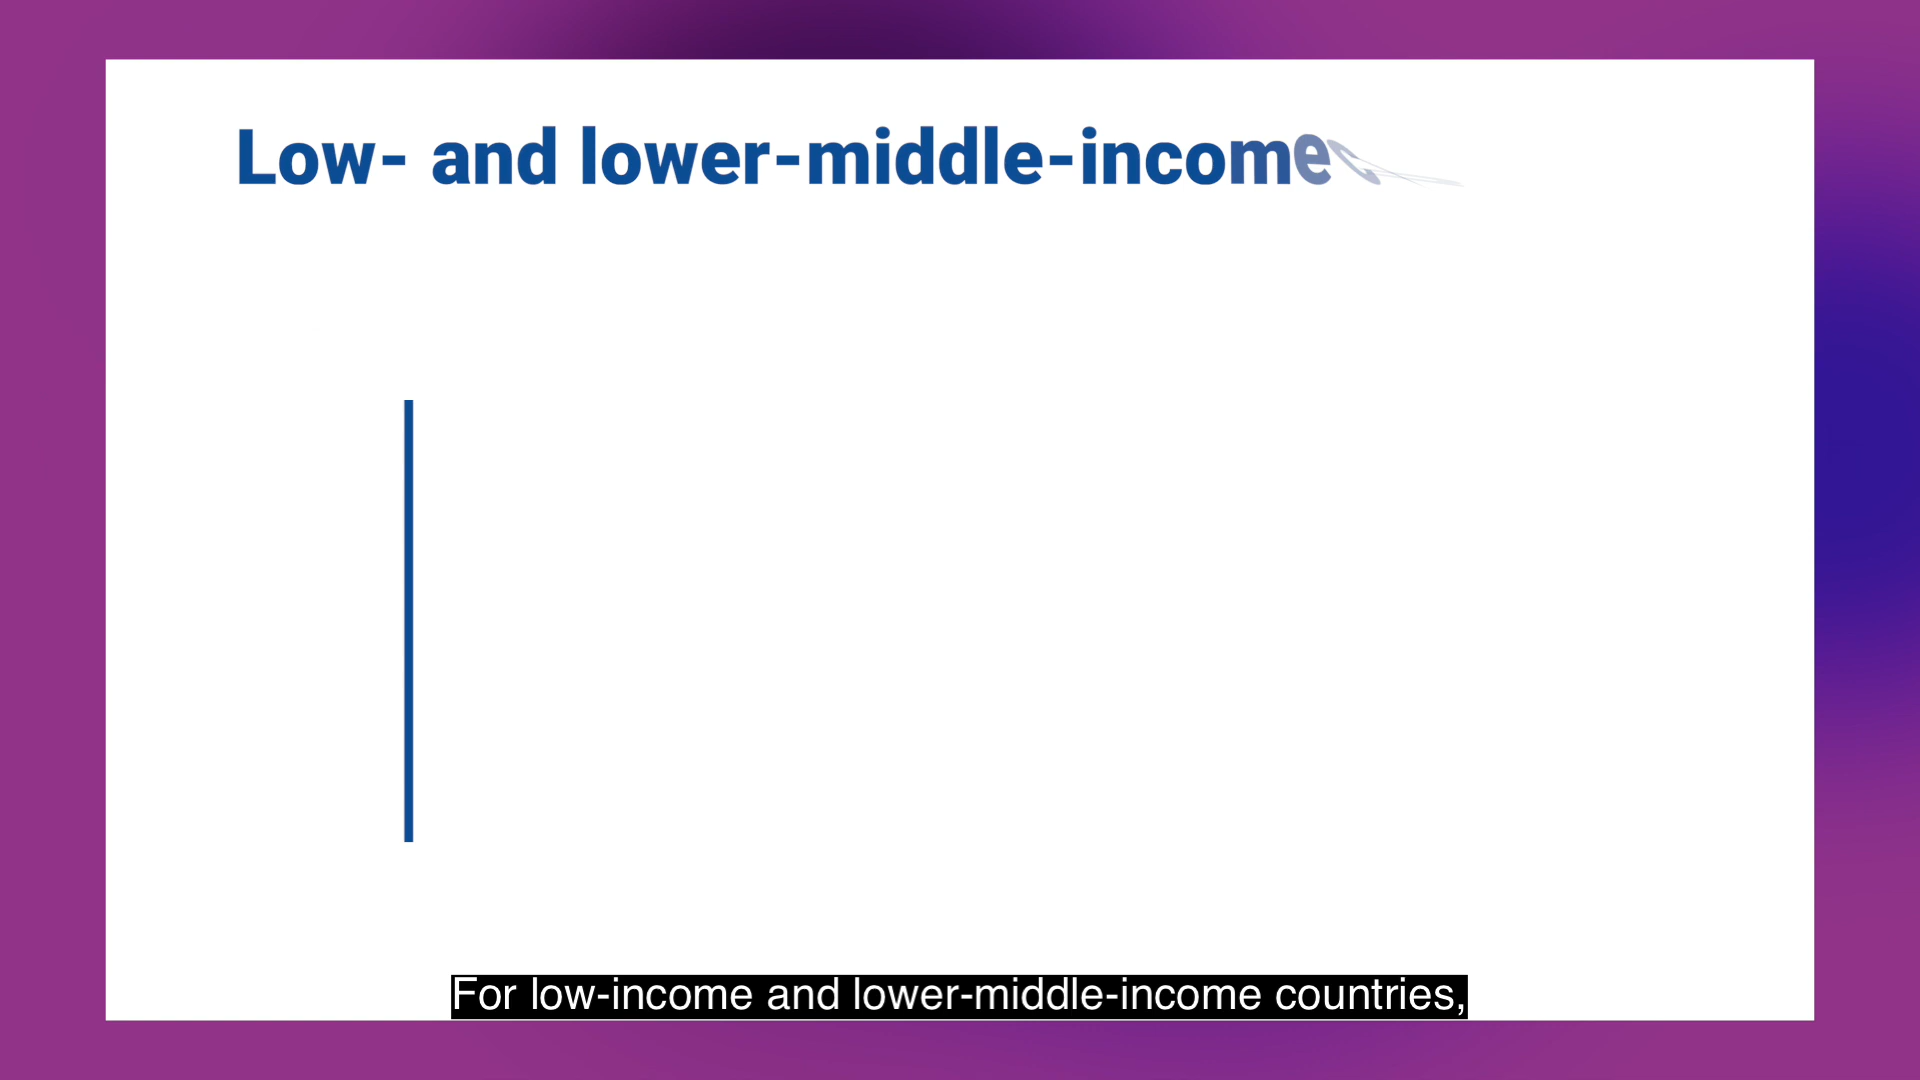 Low- and lower-middle-income
For low-income and lower-middle-income countries,